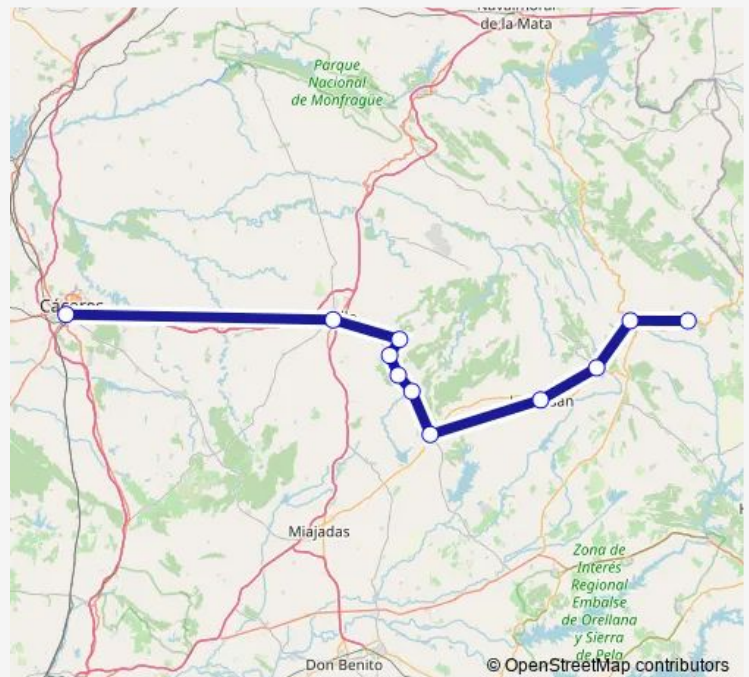 de la Mata
Parque
Nacional
de Monfragüe
Miajadas
Zona de
Interés
Regional
Embalse
de Orellana
y Sierra
de Pela
Don Benito
© OpenStreetMap contributors